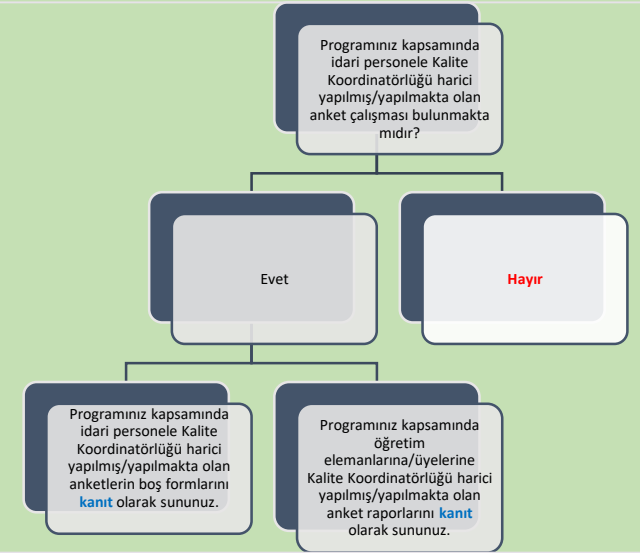 Programınız kapsamında
idari personele Kalite
Koordinatörlüğü harici
yapılmış/yapılmakta olan
anket çalışması bulunmakta
mıdır?
Evet
Hayır
Programınız kapsamında
idari personele Kalite
Koordinatörlüğü harici
yapılmış/yapılmakta olan
anketlerin boş formlarını
kanıt olarak sununuz.
Programınız kapsamında
öğretim
elemanlarına/üyelerine
Kalite Koordinatörlüğü harici
yapılmış/yapılmakta olan
anket raporlarını kanıt
olarak sununuz.